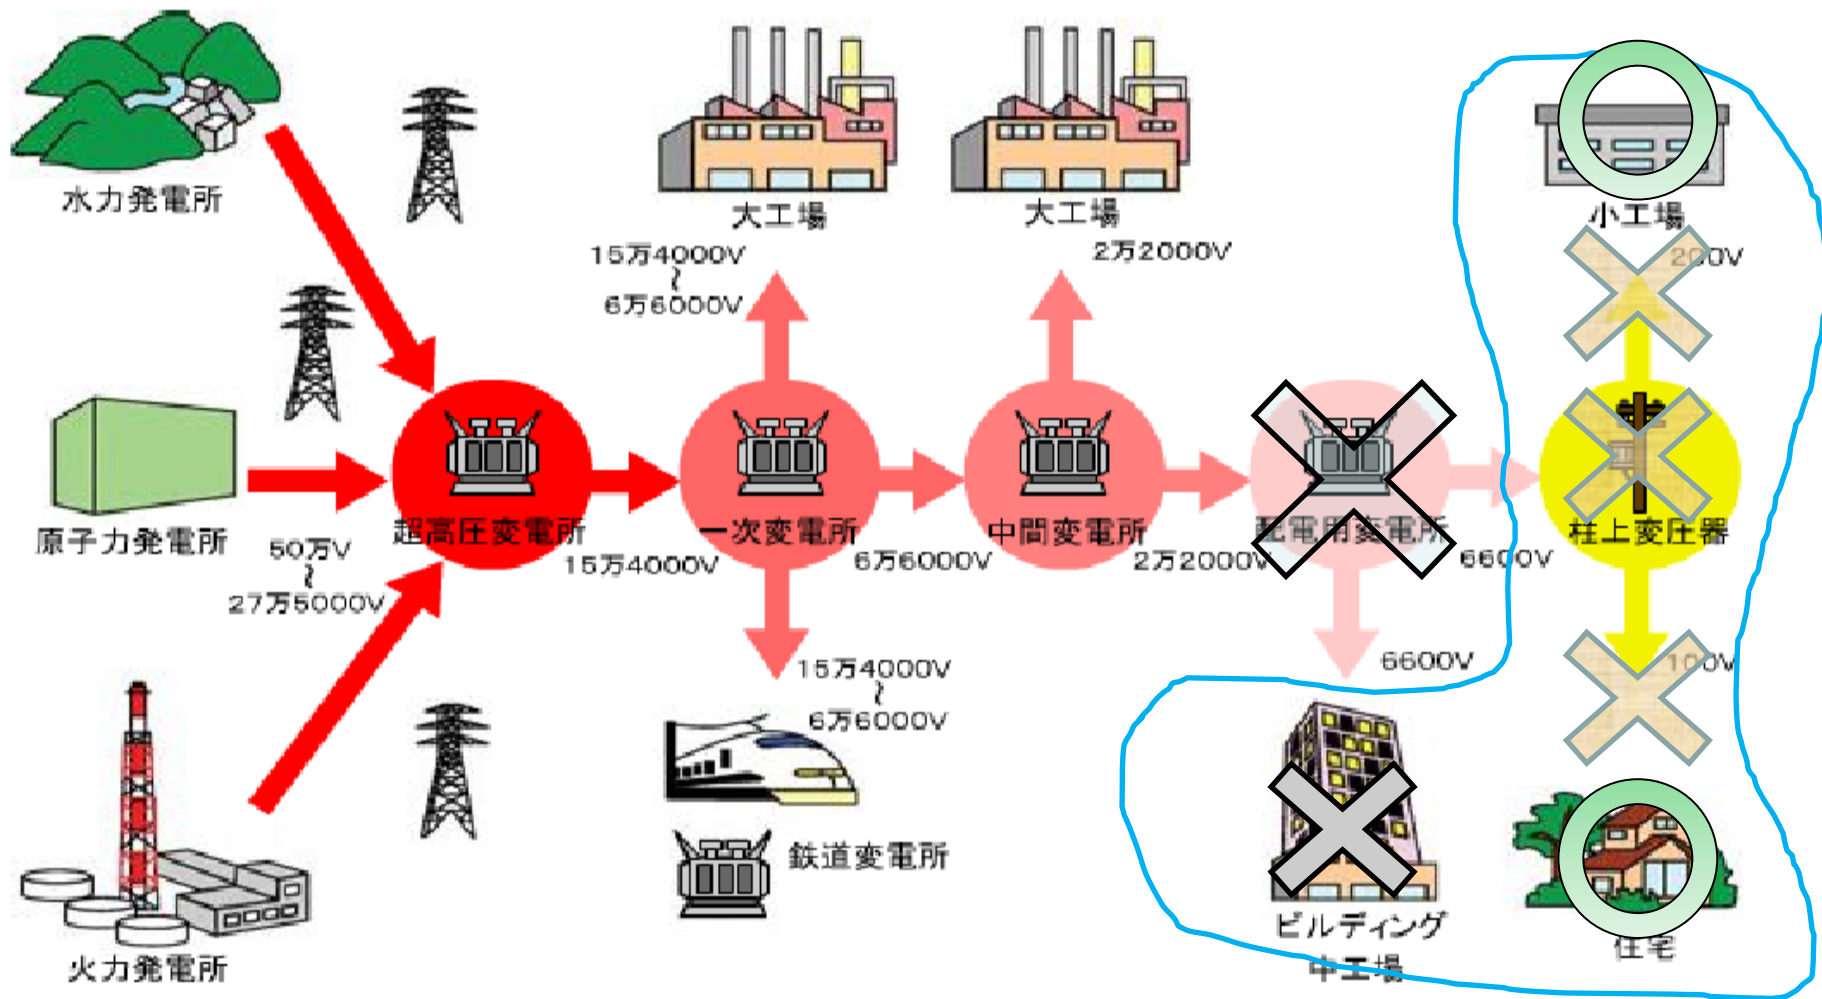 水力発電所
大工場
大工場
小工場
15万4000V
～
6万6000V
2万2000V
200V
原子力発電所
超高圧変電所
一次変電所
中間変電所
配電用変電所
柱上変圧器
50万V
～
27万5000V
15万4000V
6万6000V
2万2000V
6600V
15万4000V
～
6万6000V
6600V
100V
鉄道変電所
火力発電所
ビルディング
中工場
住宅